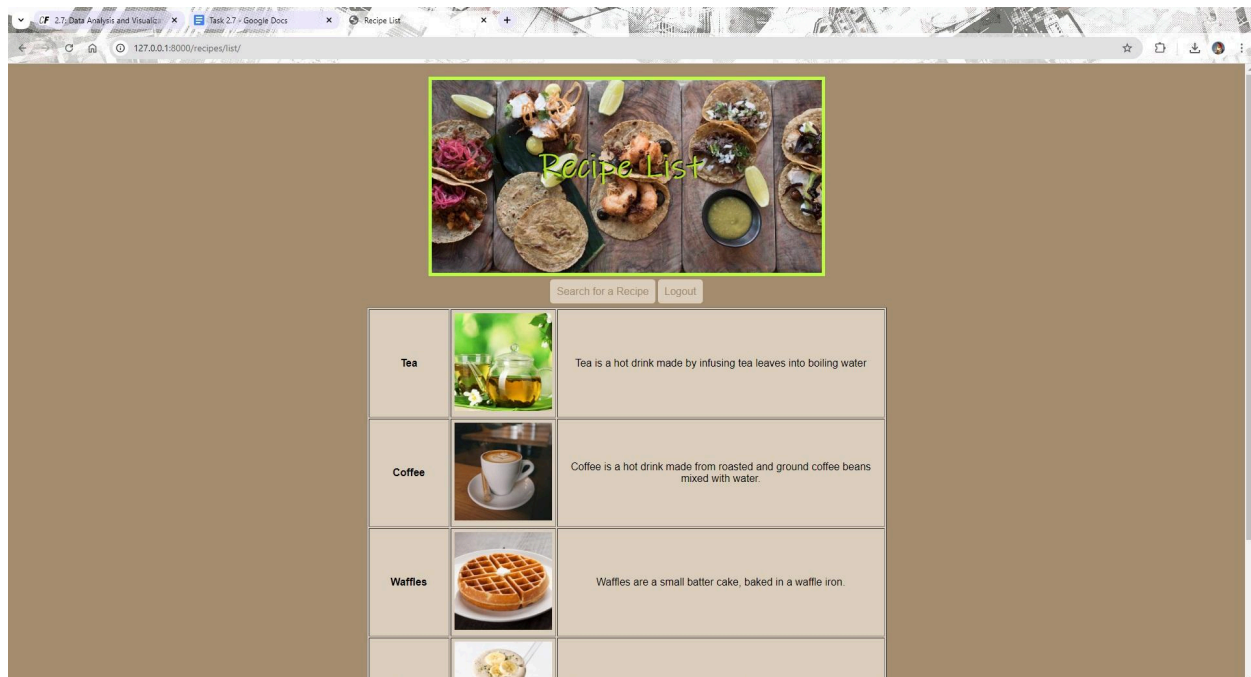 CF 2.7: Data Analysis and Visualiza
Task 2.7 - Google Docs
Recipe List
127.0.0.1:8000/recipes/list/
Recipe List
Search for a Recipe
Logout
Tea
Tea is a hot drink made by infusing tea leaves into boiling water
Coffee
Coffee is a hot drink made from roasted and ground coffee beans
mixed with water.
Waffles
Waffles are a small batter cake, baked in a waffle iron.